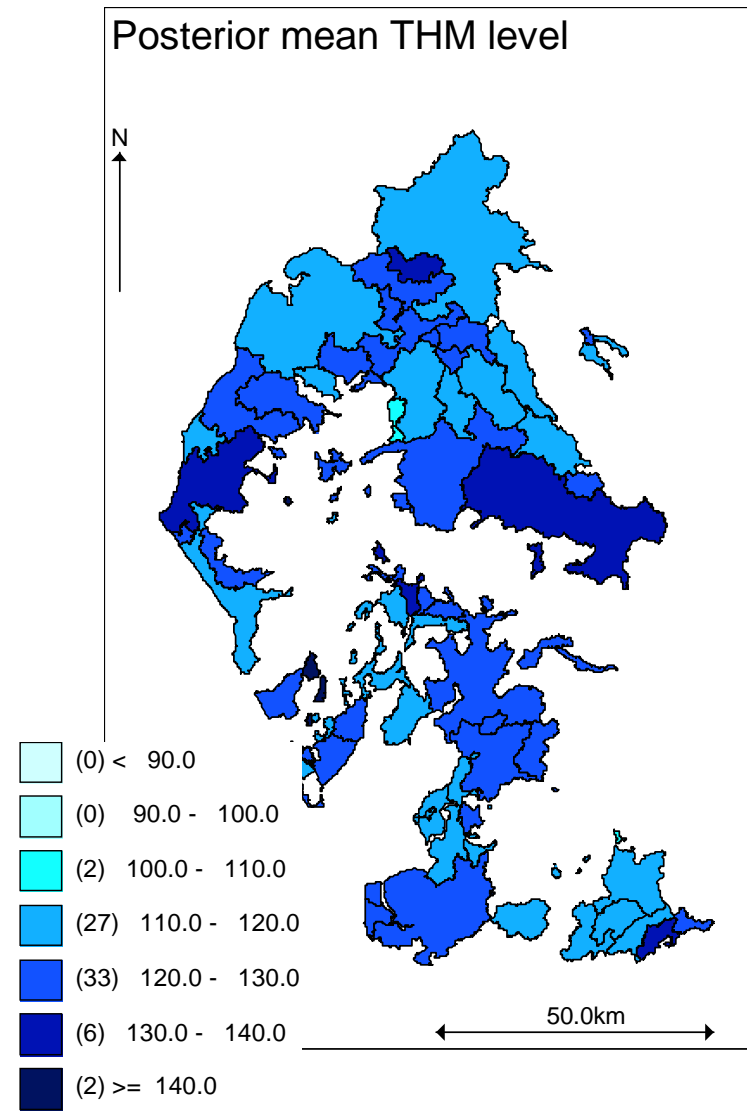 Posterior mean THM level
N
(0) < 90.0
(0) 90.0 - 100.0
(2) 100.0 - 110.0
(27) 110.0 - 120.0
(33) 120.0 - 130.0
(6) 130.0 - 140.0
(2) >= 140.0
50.0km